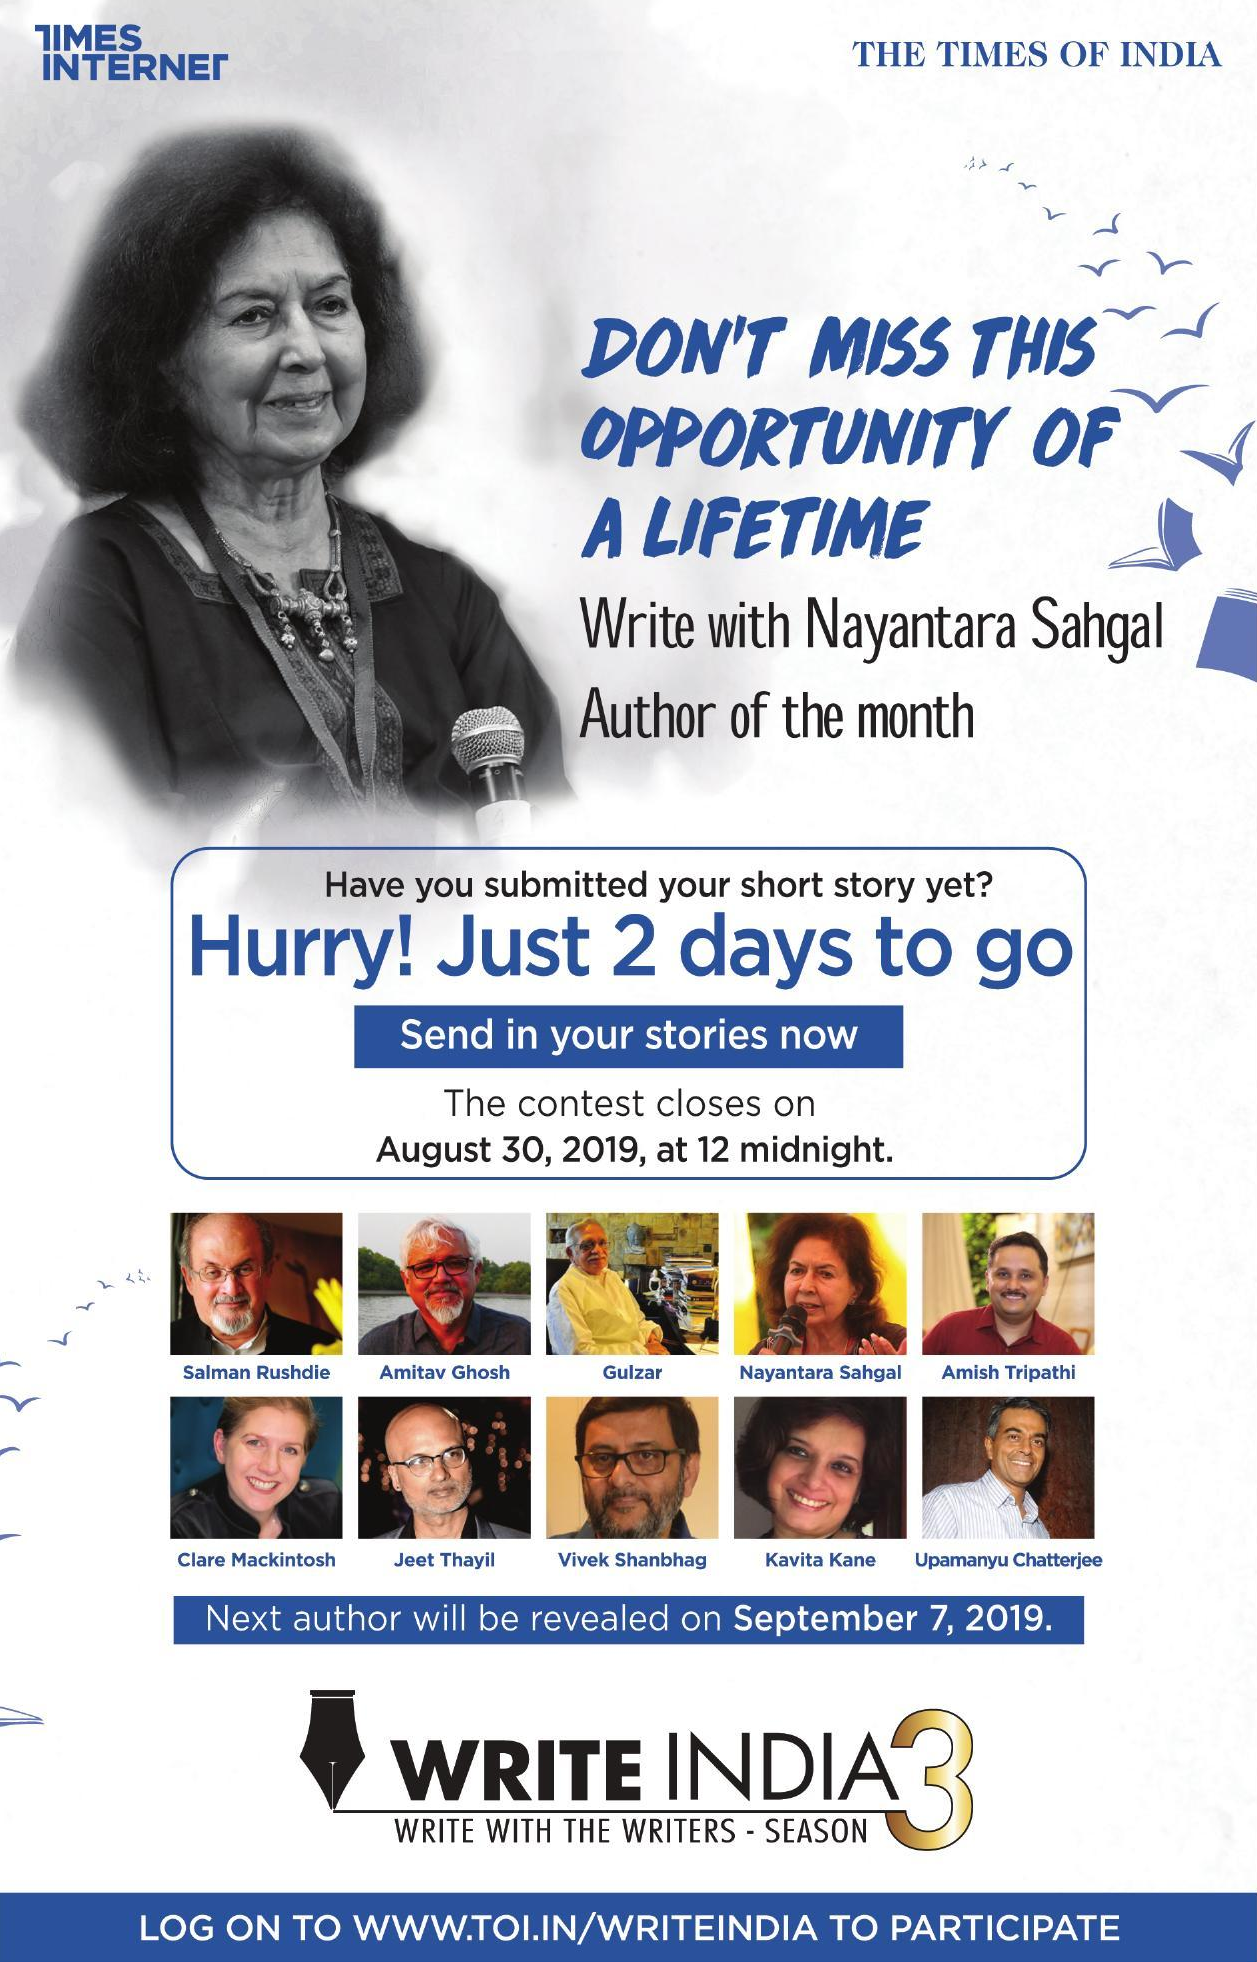 TIMES
INTERNET
THE TIMES OF INDIA
DON'T MISS THIS
OPPORTUNITY OF
A LIFETIME
Write with Nayantara Sahgal
Author of the month
Have you submitted your short story yet?
Hurry! Just 2 days to go
Send in your stories now
The contest closes on
August 30, 2019, at 12 midnight.
Salman Rushdie
Amitav Ghosh
Gulzar
Nayantara Sahgal
Amish Tripathi
Clare Mackintosh
Jeet Thayil
Vivek Shanbhag
Kavita Kane
Upamanyu Chatterjee
Next author will be revealed on September 7, 2019.
WRITE INDIA 3
WRITE WITH THE WRITERS - SEASON
LOG ON TO WWW.TOI.IN/WRITEINDIA TO PARTICIPATE